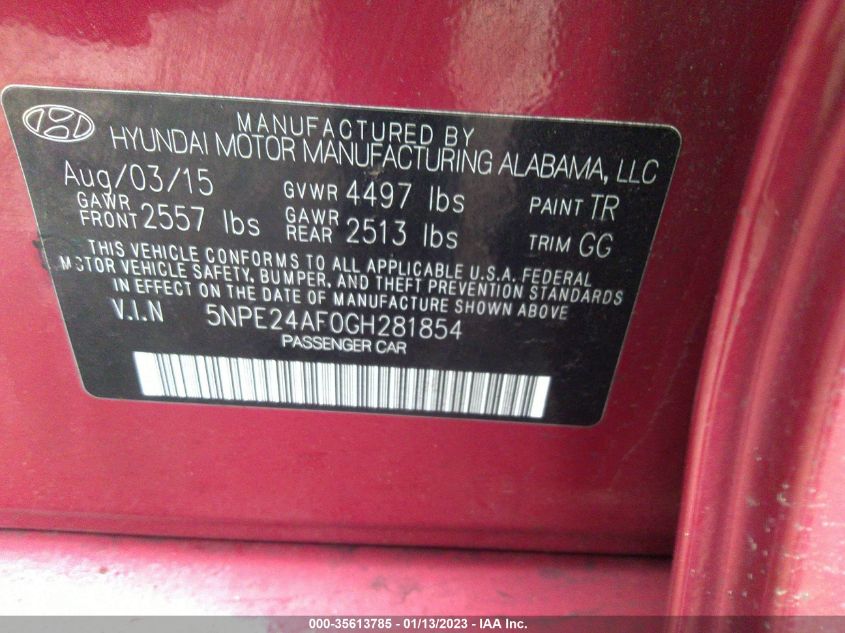 MANUFACTURED BY
HYUNDAI MOTOR MANUFACTURING ALABAMA, LLC
Aug/03/15 GVWR 4497 lbs PAINT TR
GAWR FRONT 2557 lbs GAWR REAR 2513 lbs TRIM GG
THIS VEHICLE CONFORMS TO ALL APPLICABLE U.S.A. FEDERAL
MOTOR VEHICLE SAFETY, BUMPER, AND THEFT PREVENTION STANDARDS
IN EFFECT ON THE DATE OF MANUFACTURE SHOWN ABOVE.
V.I.N 5NPE24AF0GH281854
PASSENGER CAR
000-35613785 - 01/13/2023 - IAA Inc.